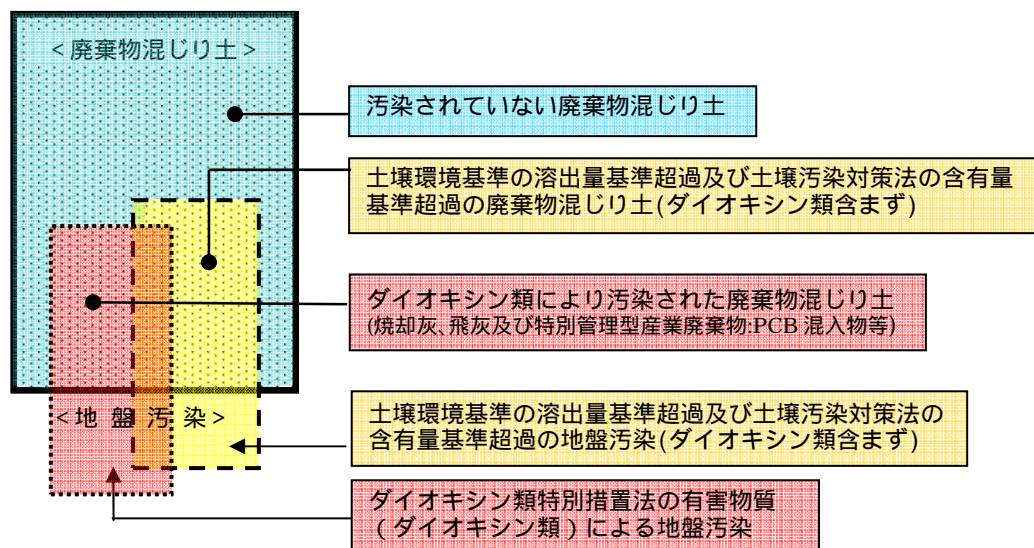 <廃棄物混じり土>
汚染されていない廃棄物混じり土
土壌環境基準の溶出量基準超過及び土壌汚染対策法の含有量
基準超過の廃棄物混じり土(ダイオキシン類含まず)
ダイオキシン類により汚染された廃棄物混じり土
(焼却灰、飛灰及び特別管理型産業廃棄物:PCB 混入物等)
<地 盤 汚 染>
土壌環境基準の溶出量基準超過及び土壌汚染対策法の
含有量基準超過の地盤汚染(ダイオキシン類含まず)
ダイオキシン類特別措置法の有害物質
(ダイオキシン類)による地盤汚染